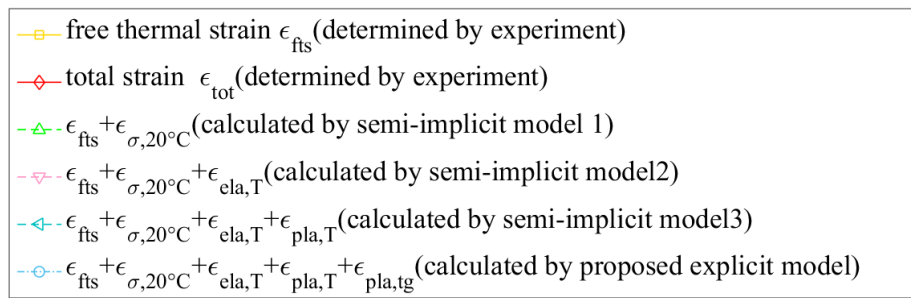 free thermal strain ϵfts(determined by experiment)
total strain ϵtot(determined by experiment)
ϵfts+ϵσ,20°C(calculated by semi-implicit model 1)
ϵfts+ϵσ,20°C+ϵela,T(calculated by semi-implicit model2)
ϵfts+ϵσ,20°C+ϵela,T+ϵpla,T(calculated by semi-implicit model3)
ϵfts+ϵσ,20°C+ϵela,T+ϵpla,T+ϵpla,tg(calculated by proposed explicit model)